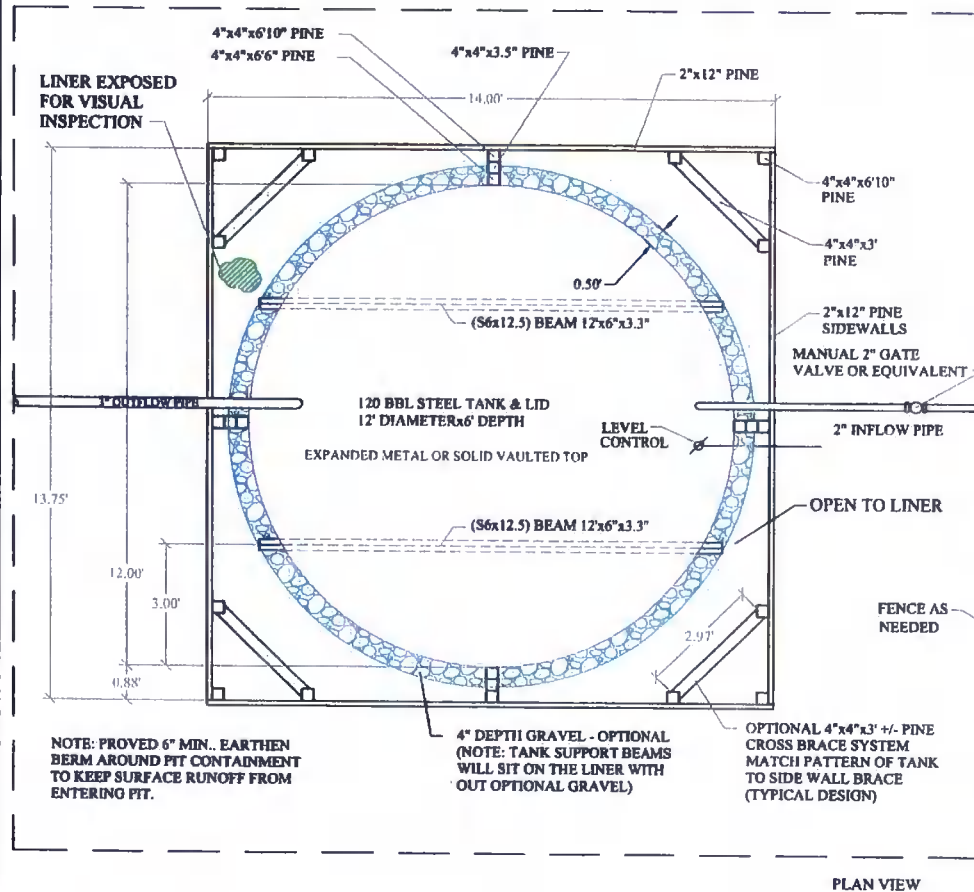 4"x4"x6'10" PINE
4"x4"x6'6" PINE
4"x4"x3.5" PINE
2"x12" PINE
LINER EXPOSED
FOR VISUAL
INSPECTION
14.00'
4"x4"x6'10"
PINE
4"x4"x3'
PINE
0.50'
(S6x12.5) BEAM 12'x6"x3.3"
2"x12" PINE
SIDEWALLS
MANUAL 2" GATE
VALVE OR EQUIVALENT
OUTFLOW PIPE
120 BBL STEEL TANK & LID
12' DIAMETERx6' DEPTH
LEVEL
CONTROL
2" INFLOW PIPE
EXPANDED METAL OR SOLID VAULTED TOP
13.75'
OPEN TO LINER
(S6x12.5) BEAM 12'x6"x3.3"
12.00'
3.00'
2.97'
FENCE AS
NEEDED
0.88'
NOTE: PROVED 6" MIN.. EARTHEN
BERM AROUND PIT CONTAINMENT
TO KEEP SURFACE RUNOFF FROM
ENTERING PIT.
4" DEPTH GRAVEL - OPTIONAL
(NOTE: TANK SUPPORT BEAMS
WILL SIT ON THE LINER WITH
OUT OPTIONAL GRAVEL)
OPTIONAL 4"x4"x3' +/- PINE
CROSS BRACE SYSTEM
MATCH PATTERN OF TANK
TO SIDE WALL BRACE
(TYPICAL DESIGN)
PLAN VIEW